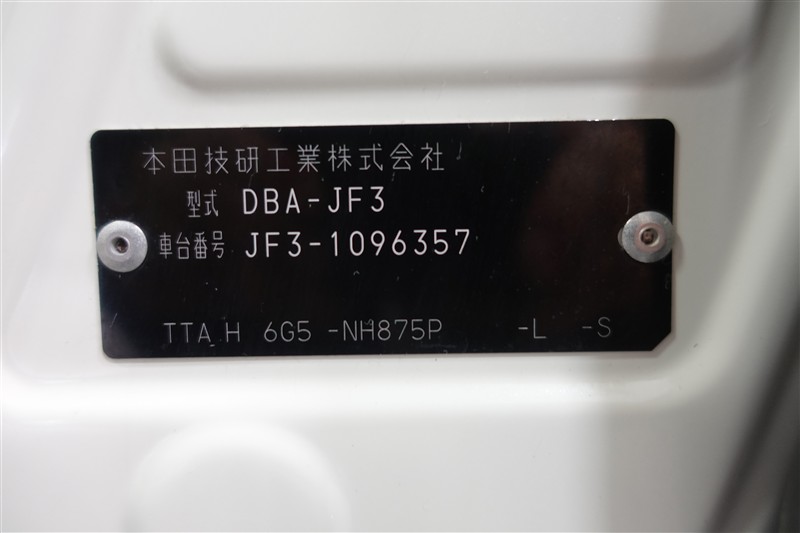 本田技研工業株式会社
型式 DBA-JF3
車台番号 JF3-1096357
TTA H 6G5 -NH875P -L -S